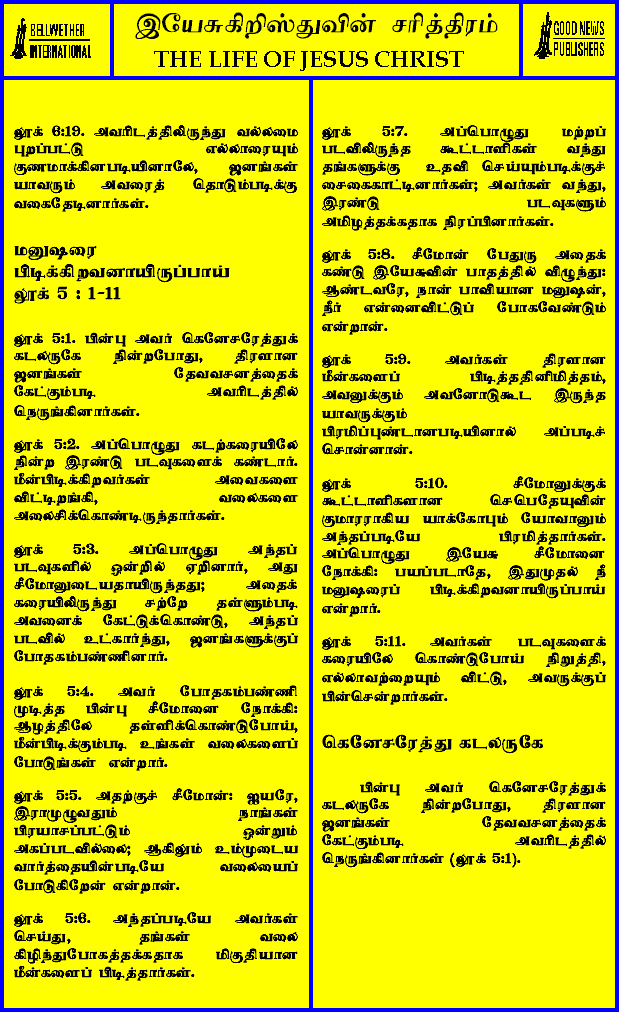 BELLWETHER
INTERNATIONAL
இயேசுகிறிஸ்துவின் சரித்திரம்
THE LIFE OF JESUS CHRIST
GOOD NEWS
PUBLISHERS
லூக் 6:19. அவரிடத்திலிருந்து வல்லமை
புறப்பட்டு எல்லாரையும்
குணமாக்கினபடியினாலே, ஜனங்கள்
யாவரும் அவரைத் தொடும்படிக்கு
வகைதேடினார்கள்.
மனுஷரை
பிடிக்கிறவனாயிருப்பாய்
லூக் 5 : 1-11
லூக் 5:1. பின்பு அவர் கெனேசரேத்துக்
கடலருகே நின்றபோது, திரளான
ஜனங்கள் தேவவசனத்தைக்
கேட்கும்படி அவரிடத்தில்
நெருங்கினார்கள்.
லூக் 5:2. அப்பொழுது கடற்கரையிலே
நின்ற இரண்டு படவுகளைக் கண்டார்.
மீன்பிடிக்கிறவர்கள் அவைகளை
விட்டிறங்கி, வலைகளை
அலைசிக்கொண்டிருந்தார்கள்.
லூக் 5:3. அப்பொழுது அந்தப்
படவுகளில் ஒன்றில் ஏறினார், அது
சீமோனுடையதாயிருந்தது; அதைக்
கரையிலிருந்து சற்றே தள்ளும்படி
அவனைக் கேட்டுக்கொண்டு, அந்தப்
படவில் உட்கார்ந்து, ஜனங்களுக்குப்
போதகம்பண்ணினார்.
லூக் 5:4. அவர் போதகம்பண்ணி
முடித்த பின்பு சீமோனை நோக்கி:
ஆழத்திலே தள்ளிக்கொண்டுபோய்,
மீன்பிடிக்கும்படி உங்கள் வலைகளைப்
போடுங்கள் என்றார்.
லூக் 5:5. அதற்குச் சீமோன்: ஐயரே,
இராமுழுவதும் நாங்கள்
பிரயாசப்பட்டும் ஒன்றும்
அகப்படவில்லை; ஆகிலும் உம்முடைய
வார்த்தையின்படியே வலையைப்
போடுகிறேன் என்றான்.
லூக் 5:6. அந்தப்படியே அவர்கள்
செய்து, தங்கள் வலை
கிழிந்துபோகத்தக்கதாக மிகுதியான
மீன்களைப் பிடித்தார்கள்.
லூக் 5:7. அப்பொழுது மற்றப்
படவிலிருந்த கூட்டாளிகள் வந்து
தங்களுக்கு உதவி செய்யும்படிக்குச்
சைகைகாட்டினார்கள்; அவர்கள் வந்து,
இரண்டு படவுகளும்
அமிழத்தக்கதாக நிரப்பினார்கள்.
லூக் 5:8. சீமோன் பேதுரு அதைக்
கண்டு இயேசுவின் பாதத்தில் விழுந்து:
ஆண்டவரே, நான் பாவியான மனுஷன்,
நீர் என்னைவிட்டுப் போகவேண்டும்
என்றான்.
லூக் 5:9. அவர்கள் திரளான
மீன்களைப் பிடித்ததினிமித்தம்,
அவனுக்கும் அவனோடுகூட இருந்த
யாவருக்கும்
பிரமிப்புண்டானபடியினால் அப்படிச்
சொன்னான்.
லூக் 5:10. சீமோனுக்குக்
கூட்டாளிகளான செபெதேயுவின்
குமாரராகிய யாக்கோபும் யோவானும்
அந்தப்படியே பிரமித்தார்கள்.
அப்பொழுது இயேசு சீமோனை
நோக்கி: பயப்படாதே, இதுமுதல் நீ
மனுஷரைப் பிடிக்கிறவனாயிருப்பாய்
என்றார்.
லூக் 5:11. அவர்கள் படவுகளைக்
கரையிலே கொண்டுபோய் நிறுத்தி,
எல்லாவற்றையும் விட்டு, அவருக்குப்
பின்சென்றார்கள்.
கெனேசரேத்து கடலருகே
பின்பு அவர் கெனேசரேத்துக்
கடலருகே நின்றபோது, திரளான
ஜனங்கள் தேவவசனத்தைக்
கேட்கும்படி அவரிடத்தில்
நெருங்கினார்கள் (லூக் 5:1).